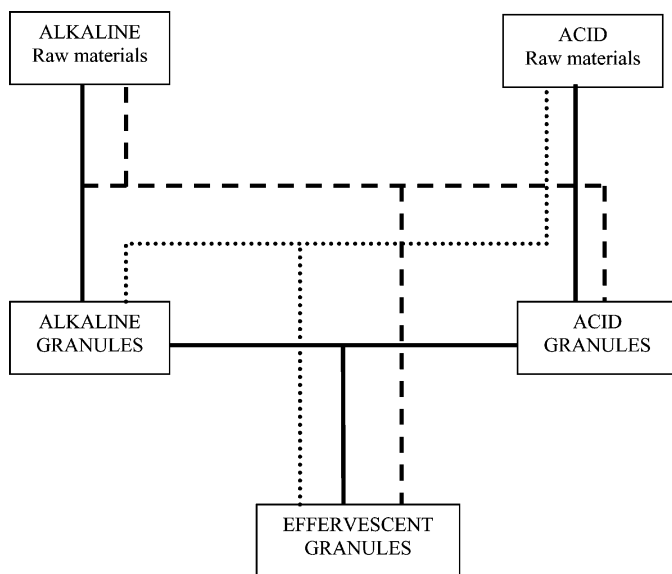 ALKALINE
Raw materials
ACID
Raw materials
ALKALINE
GRANULES
ACID
GRANULES
EFFERVESCENT
GRANULES